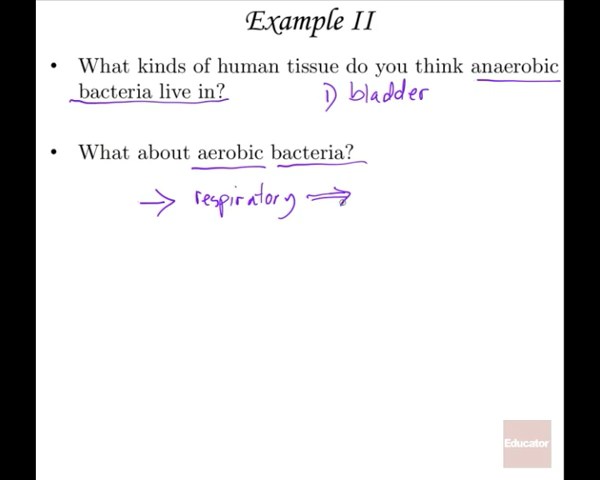 Example II
• What kinds of human tissue do you think anaerobic
bacteria live in? 1) bladder
• What about aerobic bacteria?
→ respiratory ⇒
Educator